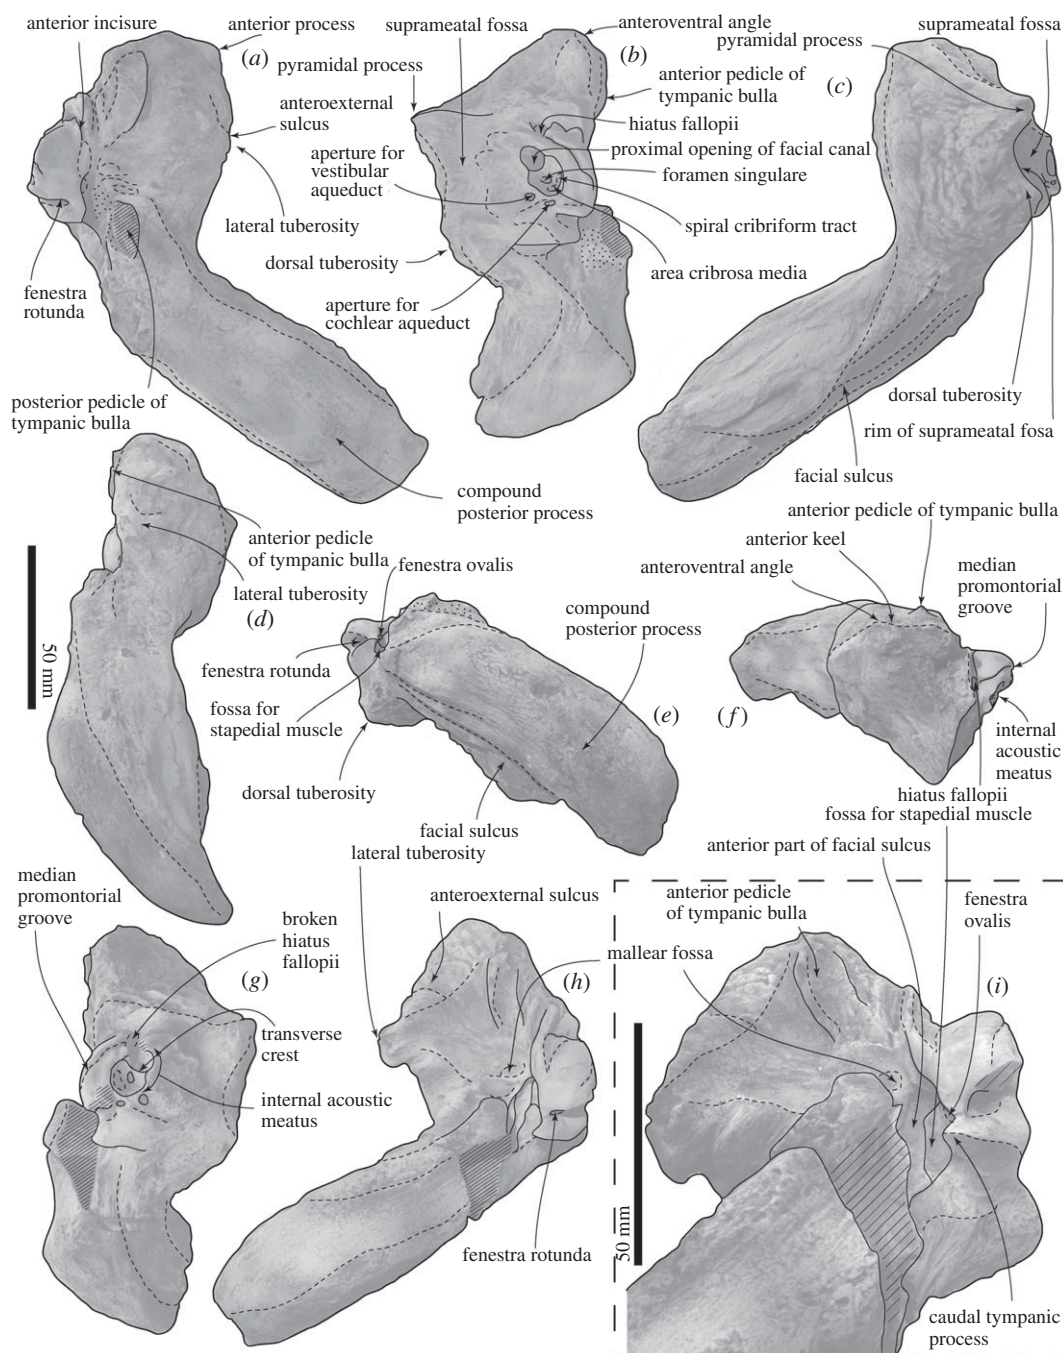 anterior incisure
anterior process
(a)
anteroexternal
sulcus
lateral tuberosity
fenestra
rotunda
posterior pedicle of
tympanic bulla
compound
posterior process
suprametal fossa
anteroventral angle
(b)
pyramidal process
anterior pedicle of
tympanic bulla
hiatus fallopii
aperture for
vestibular
aqueduct
proximal opening of facial canal
foramen singulare
spiral cribriform tract
dorsal tuberosity
area cribrosa media
aperture for
cochlear aqueduct
suprametal fossa
pyramidal process
(c)
dorsal tuberosity
rim of suprametal fosa
facial sulcus
50 mm
anterior pedicle
of tympanic bulla
lateral tuberosity
(d)
fenestra ovalis
compound
posterior process
fenestra rotunda
fossa for
stapedial muscle
(e)
dorsal tuberosity
facial sulcus
anterior pedicle of tympanic bulla
anterior keel
anteroventral angle
median
promontorial
groove
(f)
internal
acoustic
meatus
hiatus fallopii
median
promontorial
groove
broken
hiatus
fallopii
(g)
transverse
crest
internal acoustic
meatus
lateral tuberosity
anteroexternal sulcus
(h)
mallear fossa
fenestra rotunda
fossa for stapedial muscle
anterior part of facial sulcus
anterior pedicle
of tympanic bulla
fenestra
ovalis
(i)
50 mm
caudal tympanic
process